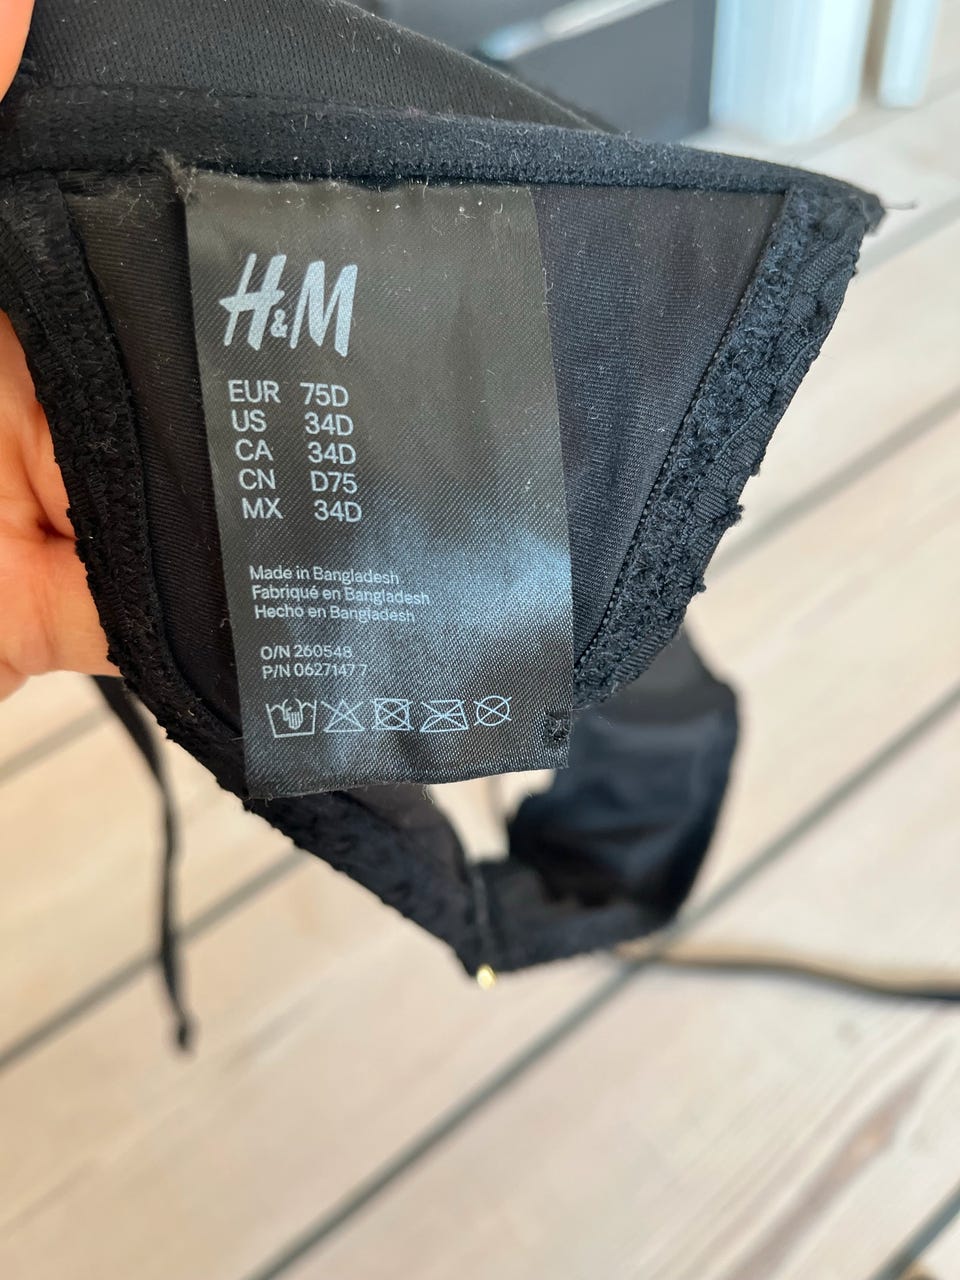 H&M
EUR 75D
US 34D
CA 34D
CN D75
MX 34D
Made in Bangladesh
Fabriqué en Bangladesh
Hecho en Bangladesh
O/N 260548
P/N 0627147 7